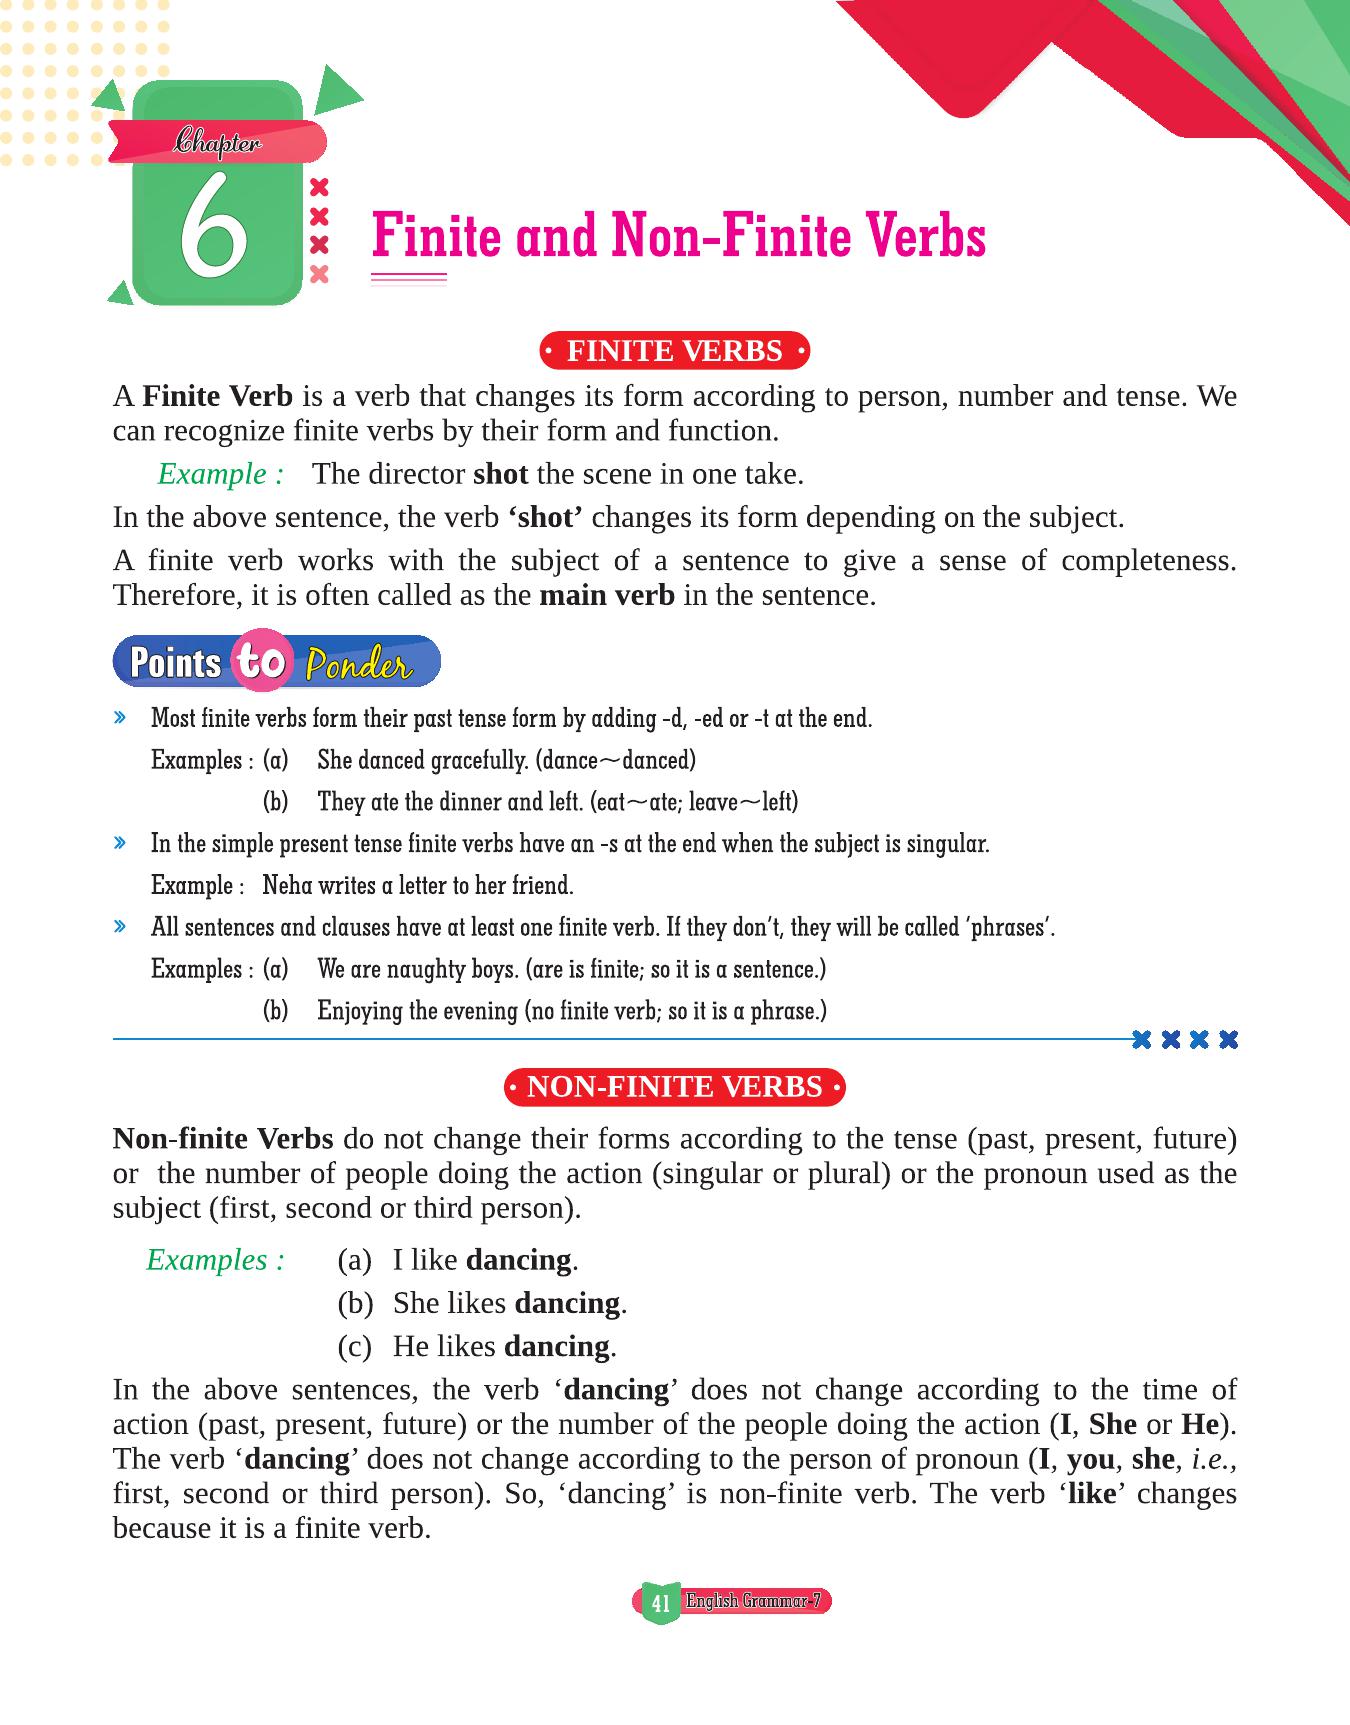 Chapter
6
Finite and Non-Finite Verbs
FINITE VERBS
A Finite Verb is a verb that changes its form according to person, number and tense. We
can recognize finite verbs by their form and function.
Example : The director shot the scene in one take.
In the above sentence, the verb ‘shot’ changes its form depending on the subject.
A finite verb works with the subject of a sentence to give a sense of completeness.
Therefore, it is often called as the main verb in the sentence.
Points to Ponder
» Most finite verbs form their past tense form by adding -d, -ed or -t at the end.
Examples : (a) She danced gracefully. (dance~danced)
(b) They ate the dinner and left. (eat~ate; leave~left)
» In the simple present tense finite verbs have an -s at the end when the subject is singular.
Example : Neha writes a letter to her friend.
» All sentences and clauses have at least one finite verb. If they don’t, they will be called ‘phrases’.
Examples : (a) We are naughty boys. (are is finite; so it is a sentence.)
(b) Enjoying the evening (no finite verb; so it is a phrase.)
NON-FINITE VERBS
Non-finite Verbs do not change their forms according to the tense (past, present, future)
or the number of people doing the action (singular or plural) or the pronoun used as the
subject (first, second or third person).
Examples : (a) I like dancing.
(b) She likes dancing.
(c) He likes dancing.
In the above sentences, the verb ‘dancing’ does not change according to the time of
action (past, present, future) or the number of the people doing the action (I, She or He).
The verb ‘dancing’ does not change according to the person of pronoun (I, you, she, i.e.,
first, second or third person). So, ‘dancing’ is non-finite verb. The verb ‘like’ changes
because it is a finite verb.
41 English Grammar-7